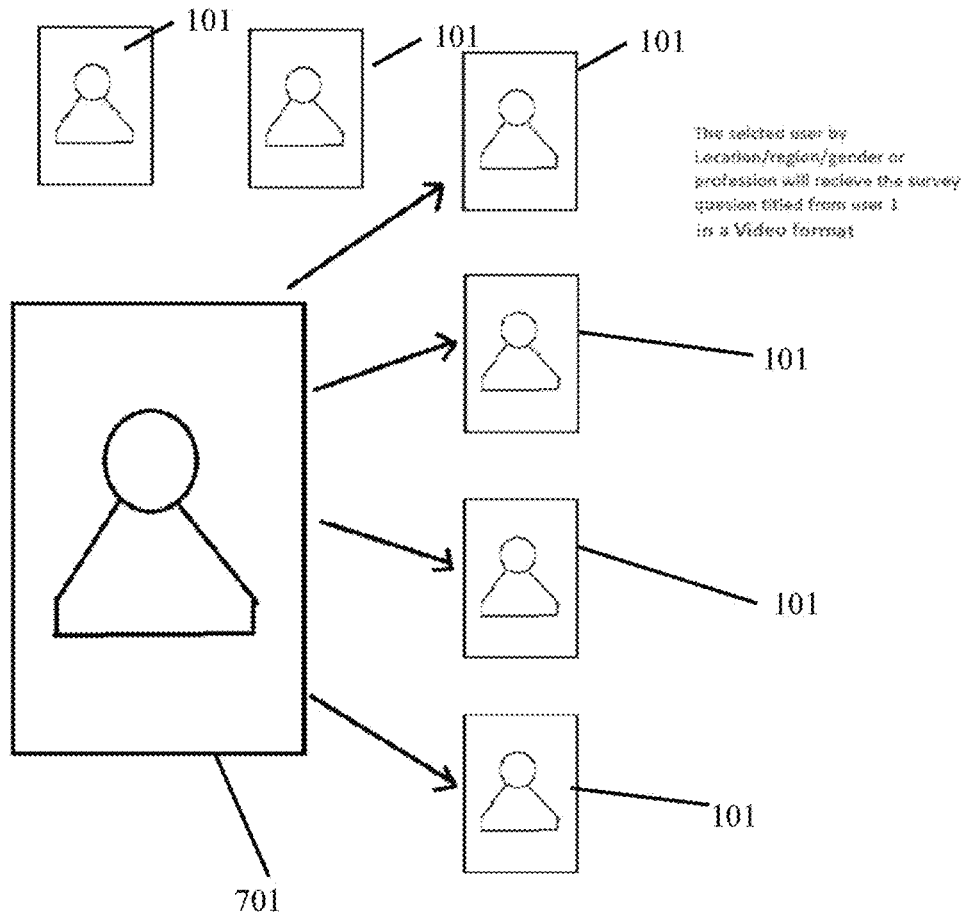 101
101
101
The selcted user by
Location/region/gender or
profession will recieve the survey
quesion titled from user 1
in a Video format
101
101
101
701